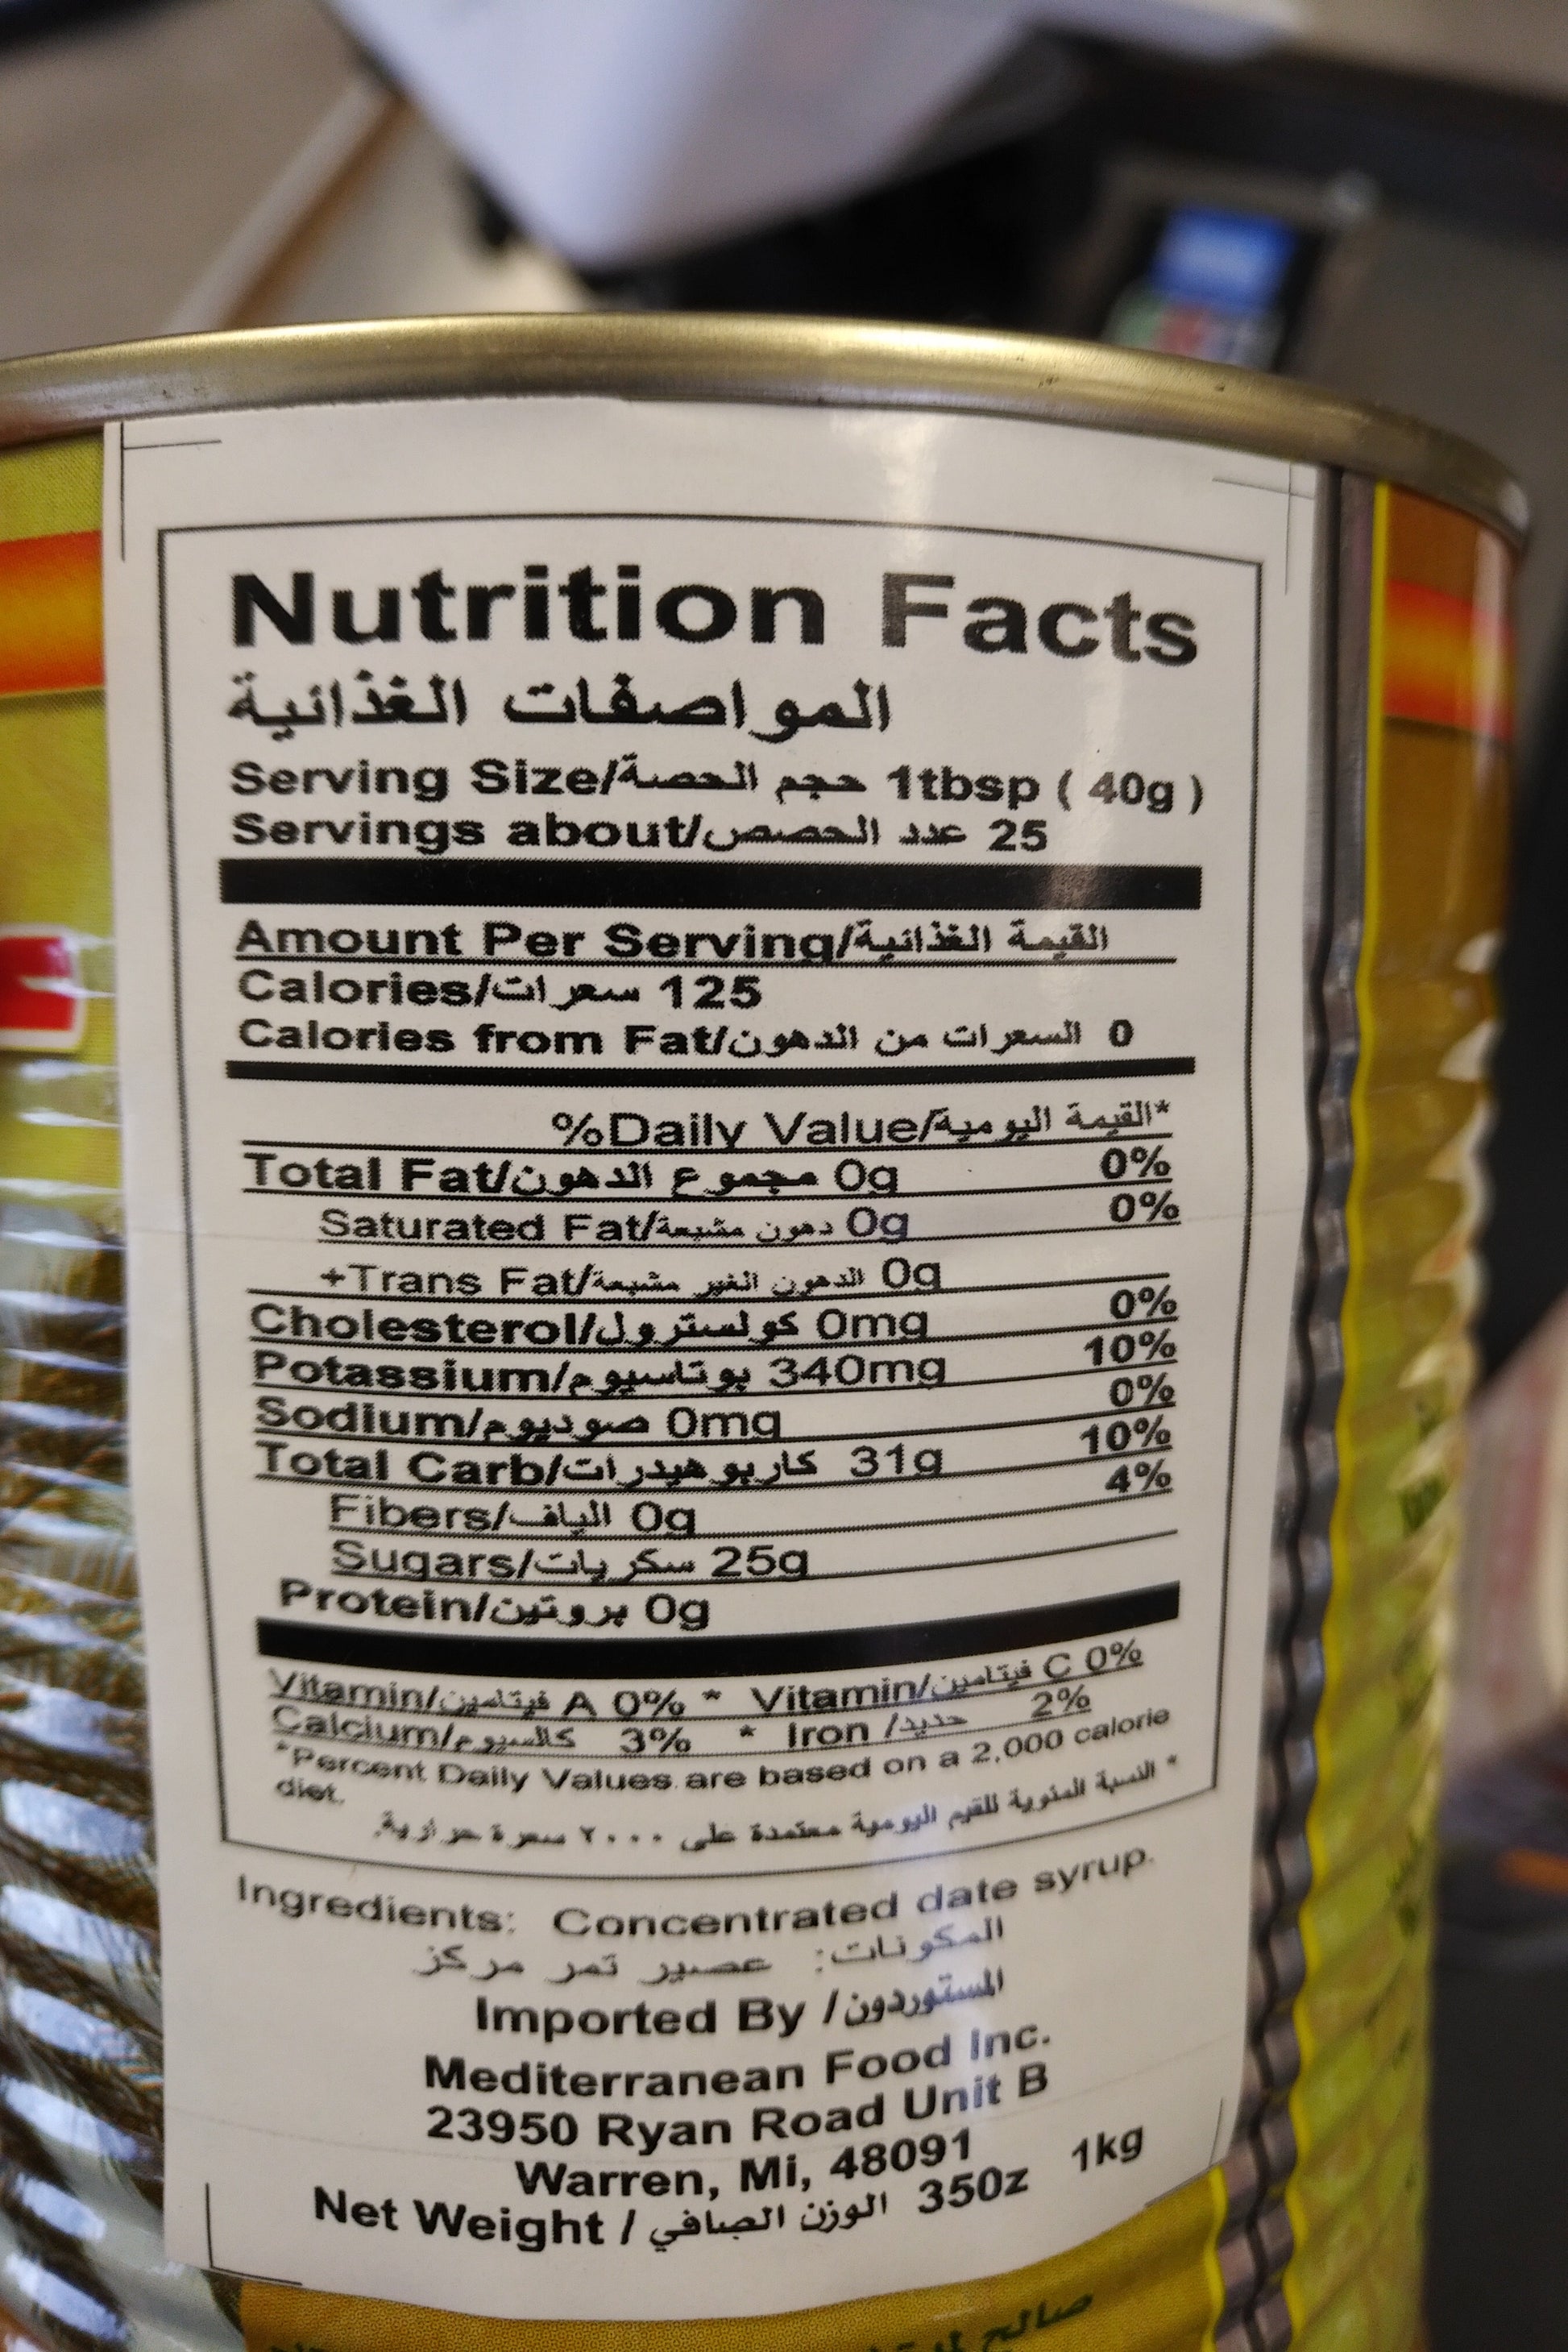 Nutrition Facts
المواصفات الغذائية
Serving Size/حجم الحصة 1tbsp ( 40g )
Servings about/عدد الحصص 25
Amount Per Serving/القيمة الغذائية
Calories/سعرات 125
Calories from Fat/السعرات من الدهون 0
%Daily Value/القيمة اليومية*
Total Fat/مجموع الدهون 0g 0%
Saturated Fat/دهون مشبعة 0g 0%
+Trans Fat/الدهون الغير مشبعة 0g
Cholesterol/كولسترول 0mg 0%
Potassium/بوتاسيوم 340mg 10%
Sodium/صوديوم 0mg 0%
Total Carb/كاربوهيدرات 31g 10%
Fibers/الياف 0g 4%
Sugars/سكريات 25g
Protein/بروتين 0g
Vitamin/فيتامين A 0% * Vitamin/فيتامين C 0%
Calcium/كالسيوم 3% * Iron /حديد 2%
*Percent Daily Values are based on a 2,000 calorie
diet.
* النسبة المئوية للقيم اليومية معتمدة على ٢٠٠٠ سعرة حرارية.
Ingredients: Concentrated date syrup.
المكونات: عصير تمر مركز
Imported By /المستوردون
Mediterranean Food Inc.
23950 Ryan Road Unit B
Warren, Mi, 48091
Net Weight / الوزن الصافي 35oz 1kg
صالح